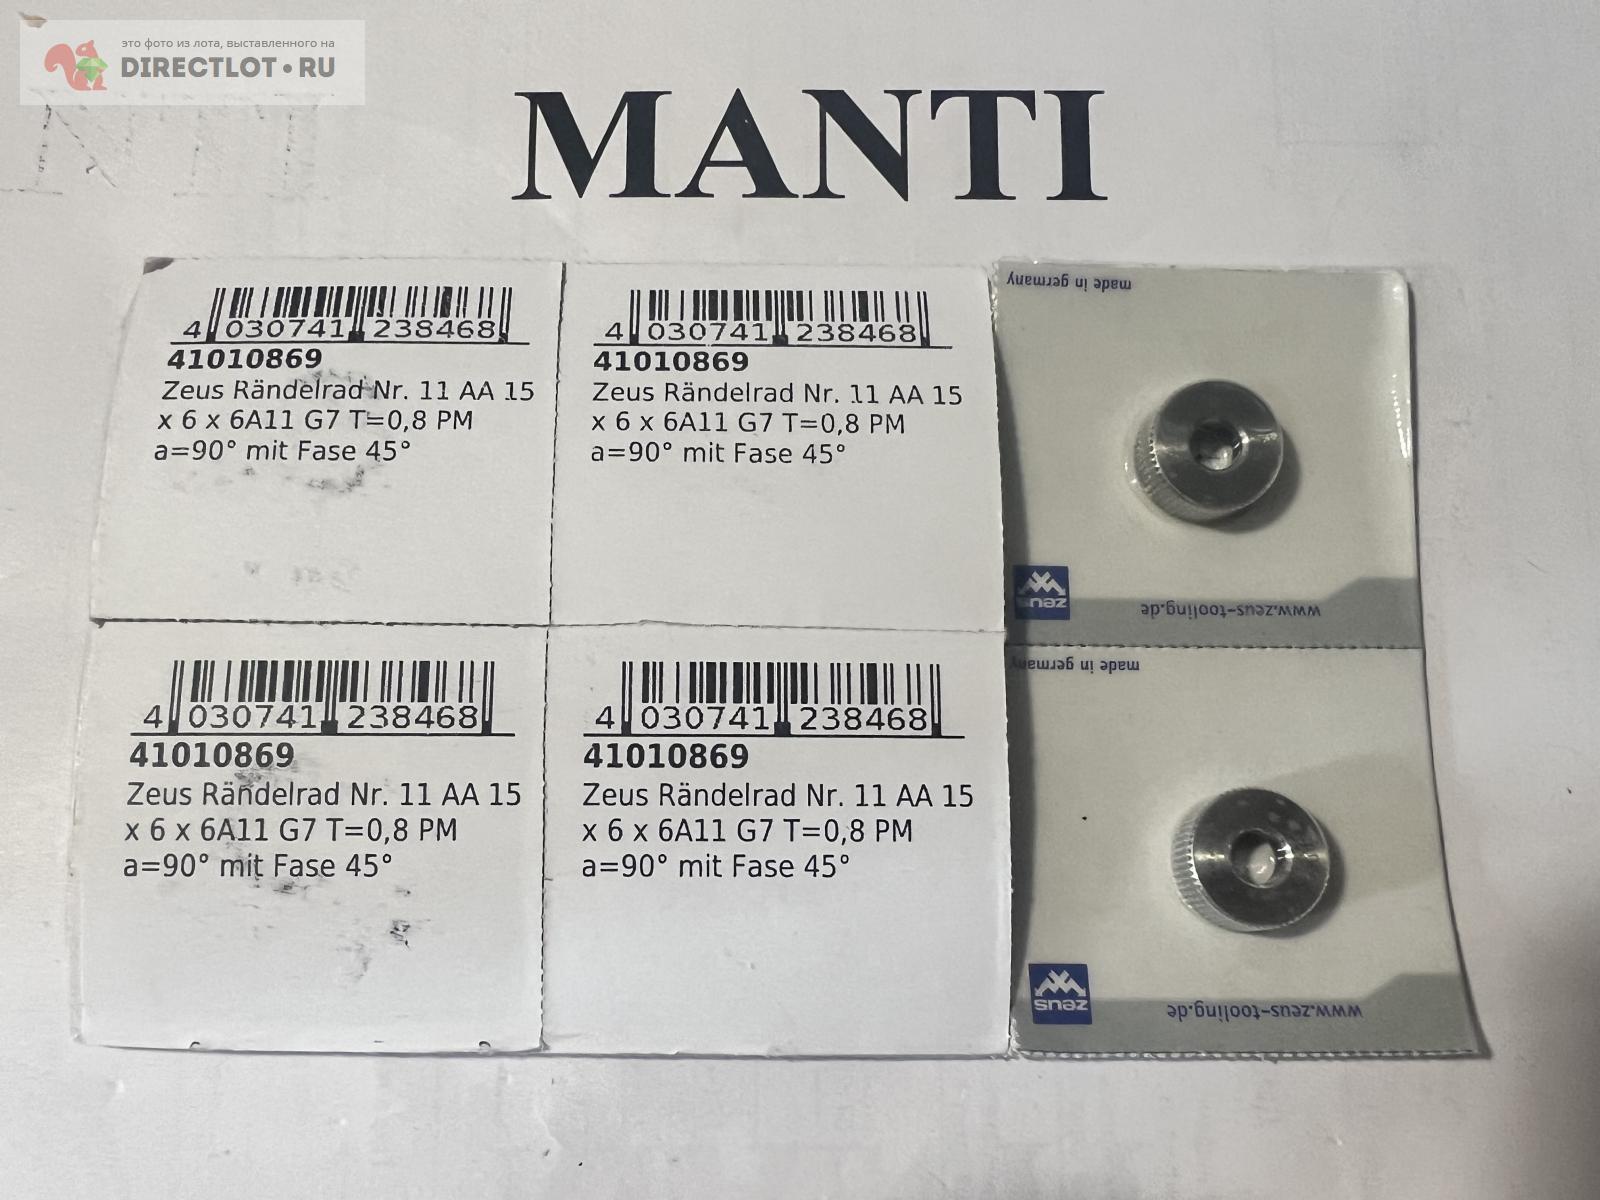 это фото из лота, выставленного на
DIRECTLOT.RU
MANTI
4 030741 238468
41010869
Zeus Rändelrad Nr. 11 AA 15
x 6 x 6A11 G7 T=0,8 PM
a=90° mit Fase 45°
4 030741 238468
41010869
Zeus Rändelrad Nr. 11 AA 15
x 6 x 6A11 G7 T=0,8 PM
a=90° mit Fase 45°
made in germany
zeus
www.zeus-tooling.de
4 030741 238468
41010869
Zeus Rändelrad Nr. 11 AA 15
x 6 x 6A11 G7 T=0,8 PM
a=90° mit Fase 45°
4 030741 238468
41010869
Zeus Rändelrad Nr. 11 AA 15
x 6 x 6A11 G7 T=0,8 PM
a=90° mit Fase 45°
made in germany
zeus
www.zeus-tooling.de